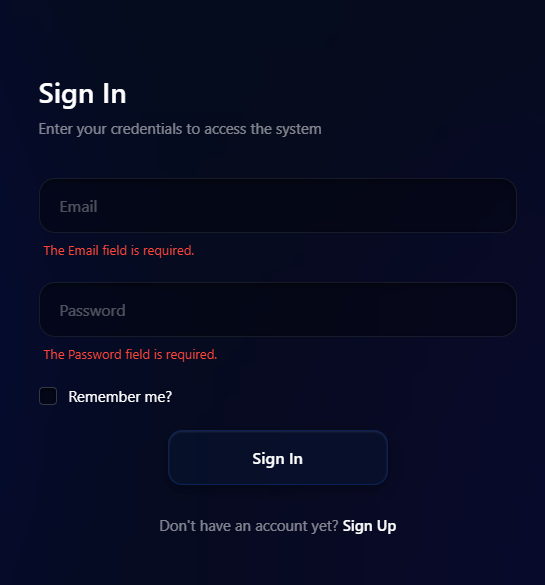 Sign In
Enter your credentials to access the system
Email
The Email field is required.
Password
The Password field is required.
Remember me?
Sign In
Don't have an account yet? Sign Up